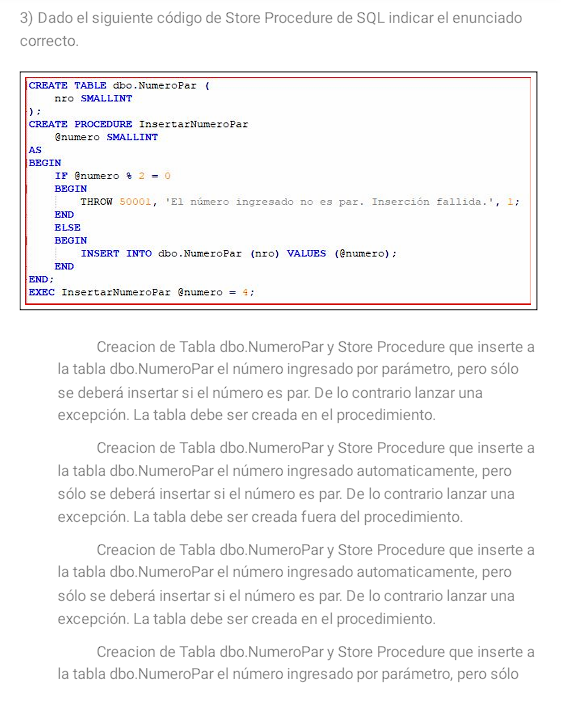 3) Dado el siguiente código de Store Procedure de SQL indicar el enunciado
correcto.
CREATE TABLE dbo.NumeroPar (
nro SMALLINT
);
CREATE PROCEDURE InsertarNumeroPar
@numero SMALLINT
AS
BEGIN
IF @numero % 2 = 0
BEGIN
THROW 50001, 'El número ingresado no es par. Inserción fallida.', 1;
END
ELSE
BEGIN
INSERT INTO dbo.NumeroPar (nro) VALUES (@numero);
END
END;
EXEC InsertarNumeroPar @numero = 4;
Creacion de Tabla dbo.NumeroPar y Store Procedure que inserte a
la tabla dbo.NumeroPar el número ingresado por parámetro, pero sólo
se deberá insertar si el número es par. De lo contrario lanzar una
excepción. La tabla debe ser creada en el procedimiento.
Creacion de Tabla dbo.NumeroPar y Store Procedure que inserte a
la tabla dbo.NumeroPar el número ingresado automaticamente, pero
sólo se deberá insertar si el número es par. De lo contrario lanzar una
excepción. La tabla debe ser creada fuera del procedimiento.
Creacion de Tabla dbo.NumeroPar y Store Procedure que inserte a
la tabla dbo.NumeroPar el número ingresado automaticamente, pero
sólo se deberá insertar si el número es par. De lo contrario lanzar una
excepción. La tabla debe ser creada en el procedimiento.
Creacion de Tabla dbo.NumeroPar y Store Procedure que inserte a
la tabla dbo.NumeroPar el número ingresado por parámetro, pero sólo